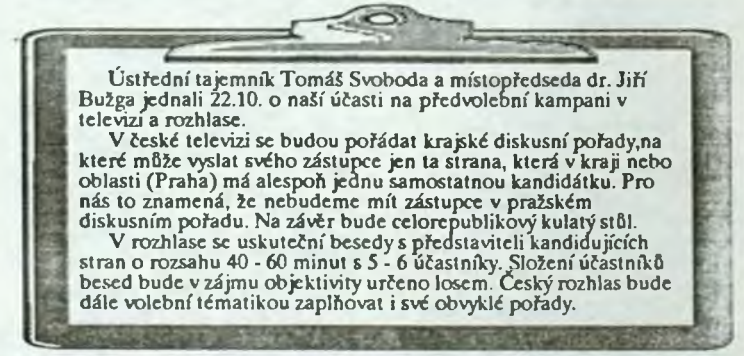 Ústřední tajemník Tomáš Svoboda a místopředseda dr. Jiří
Bužga jednali 22.10. o naší účasti na předvolební kampani v
televizi a rozhlase.
V české televizi se budou pořádat krajské diskusní pořady,na
které může vyslat svého zástupce jen ta strana, která v kraji nebo
oblasti (Praha) má alespoň jednu samostatnou kandidátku. Pro
nás to znamená, že nebudeme mít zástupce v pražském
diskusním pořadu. Na závěr bude celorepublikový kulatý stůl.
V rozhlase se uskuteční besedy s představiteli kandidujících
stran o rozsahu 40 - 60 minut s 5 - 6 účastníky. Složení účastníků
besed bude v zájmu objektivity určeno losem. Český rozhlas bude
dále volební tématikou zaplňovat i své obvyklé pořady.